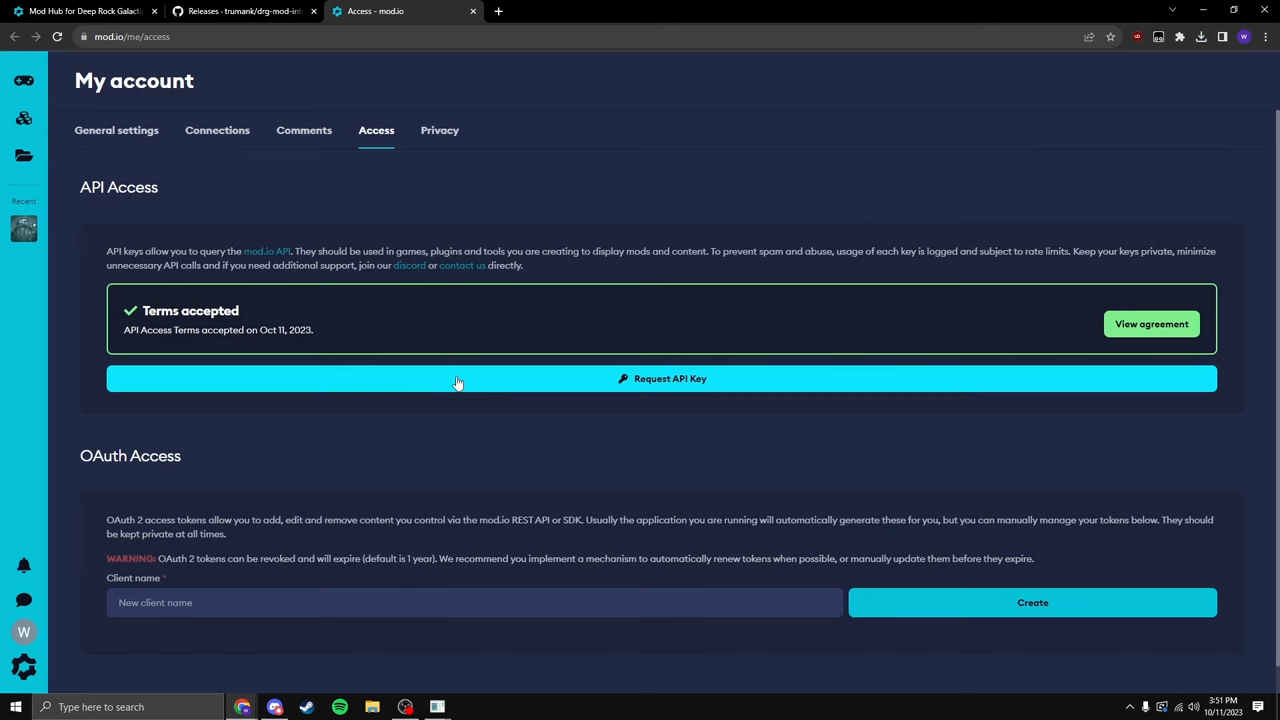 Mod Hub for Deep Rock Galacti
Releases · trumank/drg-mod-int
Access - mod.io
mod.io/me/access
W
My account
General settings
Connections
Comments
Access
Privacy
Recent
API Access
API keys allow you to query the mod.io API. They should be used in games, plugins and tools you are creating to display mods and content. To prevent spam and abuse, usage of each key is logged and subject to rate limits. Keep your keys private, minimize
unnecessary API calls and if you need additional support, join our discord or contact us directly.
Terms accepted
API Access Terms accepted on Oct 11, 2023.
View agreement
Request API Key
OAuth Access
OAuth 2 access tokens allow you to add, edit and remove content you control via the mod.io REST API or SDK. Usually the application you are running will automatically generate these for you, but you can manually manage your tokens below. They should
be kept private at all times.
WARNING: OAuth 2 tokens can be revoked and will expire (default is 1 year). We recommend you implement a mechanism to automatically renew tokens when possible, or manually update them before they expire.
Client name *
New client name
Create
W
Type here to search
3:51 PM
10/11/2023